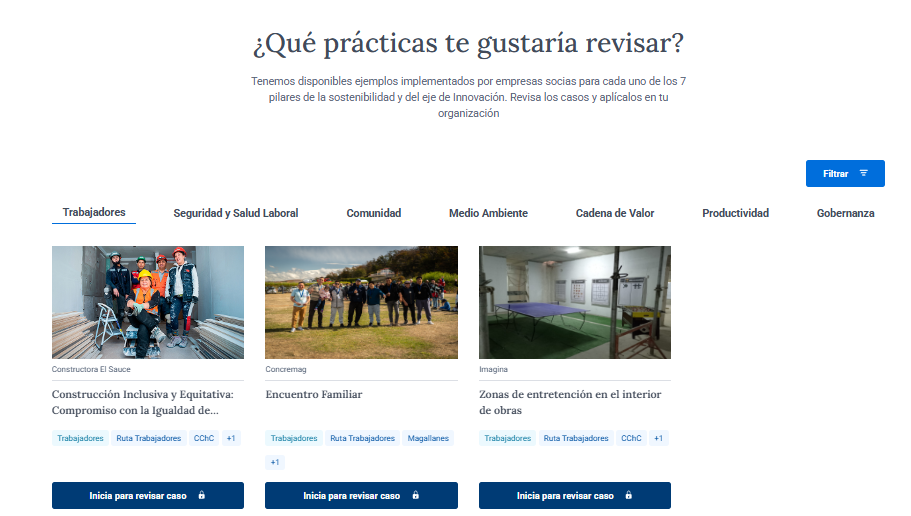 ¿Qué prácticas te gustaría revisar?
Tenemos disponibles ejemplos implementados por empresas socias para cada uno de los 7
pilares de la sostenibilidad y del eje de Innovación. Revisa los casos y aplícalos en tu
organización
Filtrar
Trabajadores
Seguridad y Salud Laboral
Comunidad
Medio Ambiente
Cadena de Valor
Productividad
Gobernanza
Constructora El Sauce
Construcción Inclusiva y Equitativa:
Compromiso con la Igualdad de...
Trabajadores
Ruta Trabajadores
CChC
+1
Inicia para revisar caso
Concremag
Encuentro Familiar
Trabajadores
Ruta Trabajadores
Magallanes
+1
Inicia para revisar caso
Imagina
Zonas de entretención en el interior
de obras
Trabajadores
Ruta Trabajadores
CChC
+1
Inicia para revisar caso